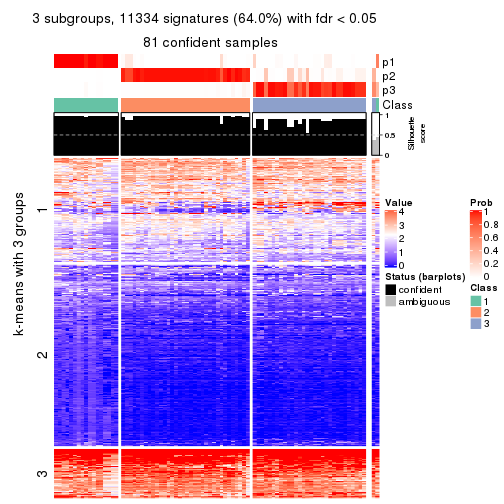 3 subgroups, 11334 signatures (64.0%) with fdr < 0.05
81 confident samples
p1
p2
p3
Class
1
0.5
0
Silhouette
score
k-means with 3 groups
1
2
3
Value
4
3
2
1
0
Status (barplots)
confident
ambiguous
Prob
1
0.8
0.6
0.4
0.2
0
Class
1
2
3